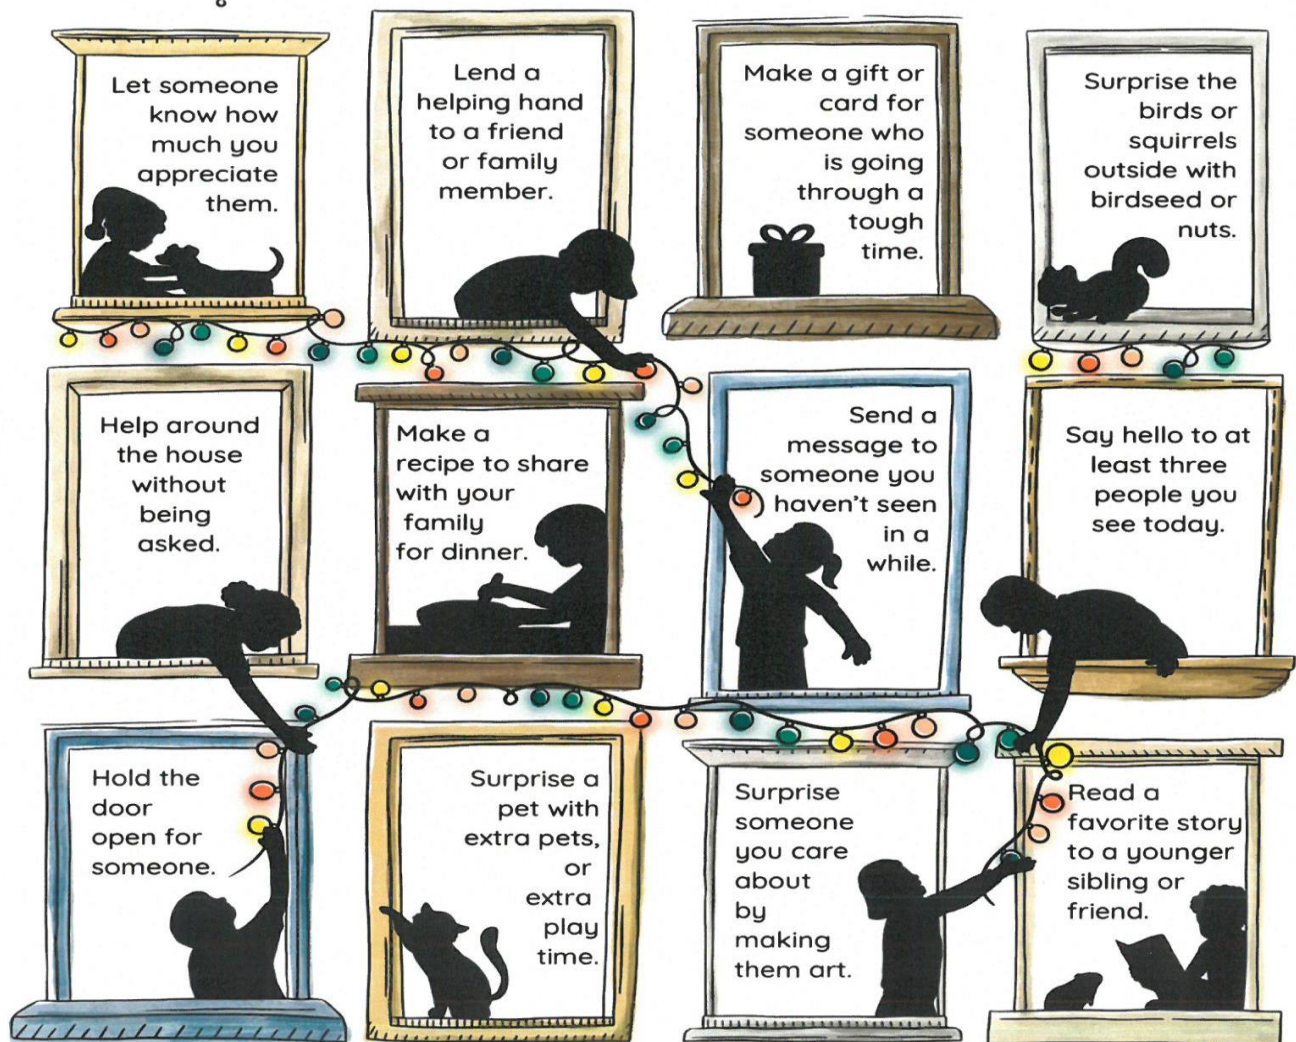 Let someone
know how
much you
appreciate
them.
Lend a
helping hand
to a friend
or family
member.
Make a gift or
card for
someone who
is going
through a
tough
time.
Surprise the
birds or
squirrels
outside with
birdseed or
nuts.
Help around
the house
without
being
asked.
Make a
recipe to share
with your
family
for dinner.
Send a
message to
someone you
haven't seen
in a
while.
Say hello to at
least three
people you
see today.
Hold the
door
open for
someone.
Surprise a
pet with
extra pets,
or
extra
play
time.
Surprise
someone
you care
about
by
making
them art.
Read a
favorite story
to a younger
sibling or
friend.